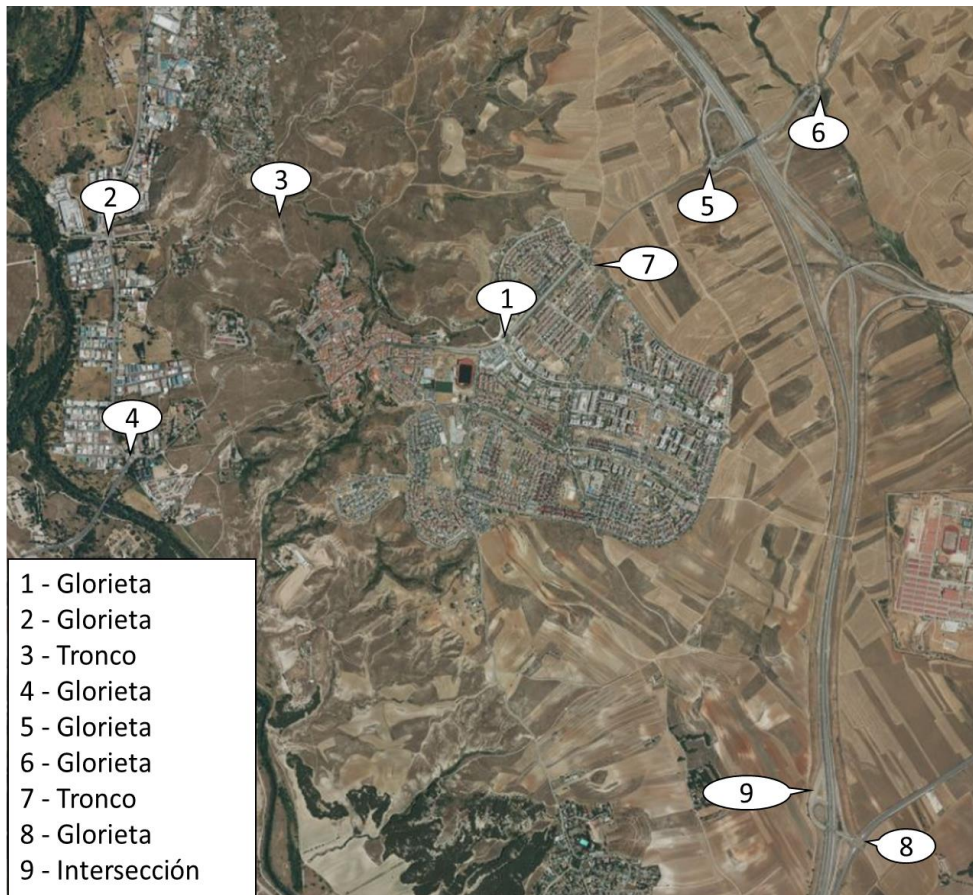 6
3
2
5
7
1
4
1 - Glorieta
2 - Glorieta
3 - Tronco
4 - Glorieta
5 - Glorieta
6 - Glorieta
7 - Tronco
8 - Glorieta
9 - Intersección
9
8